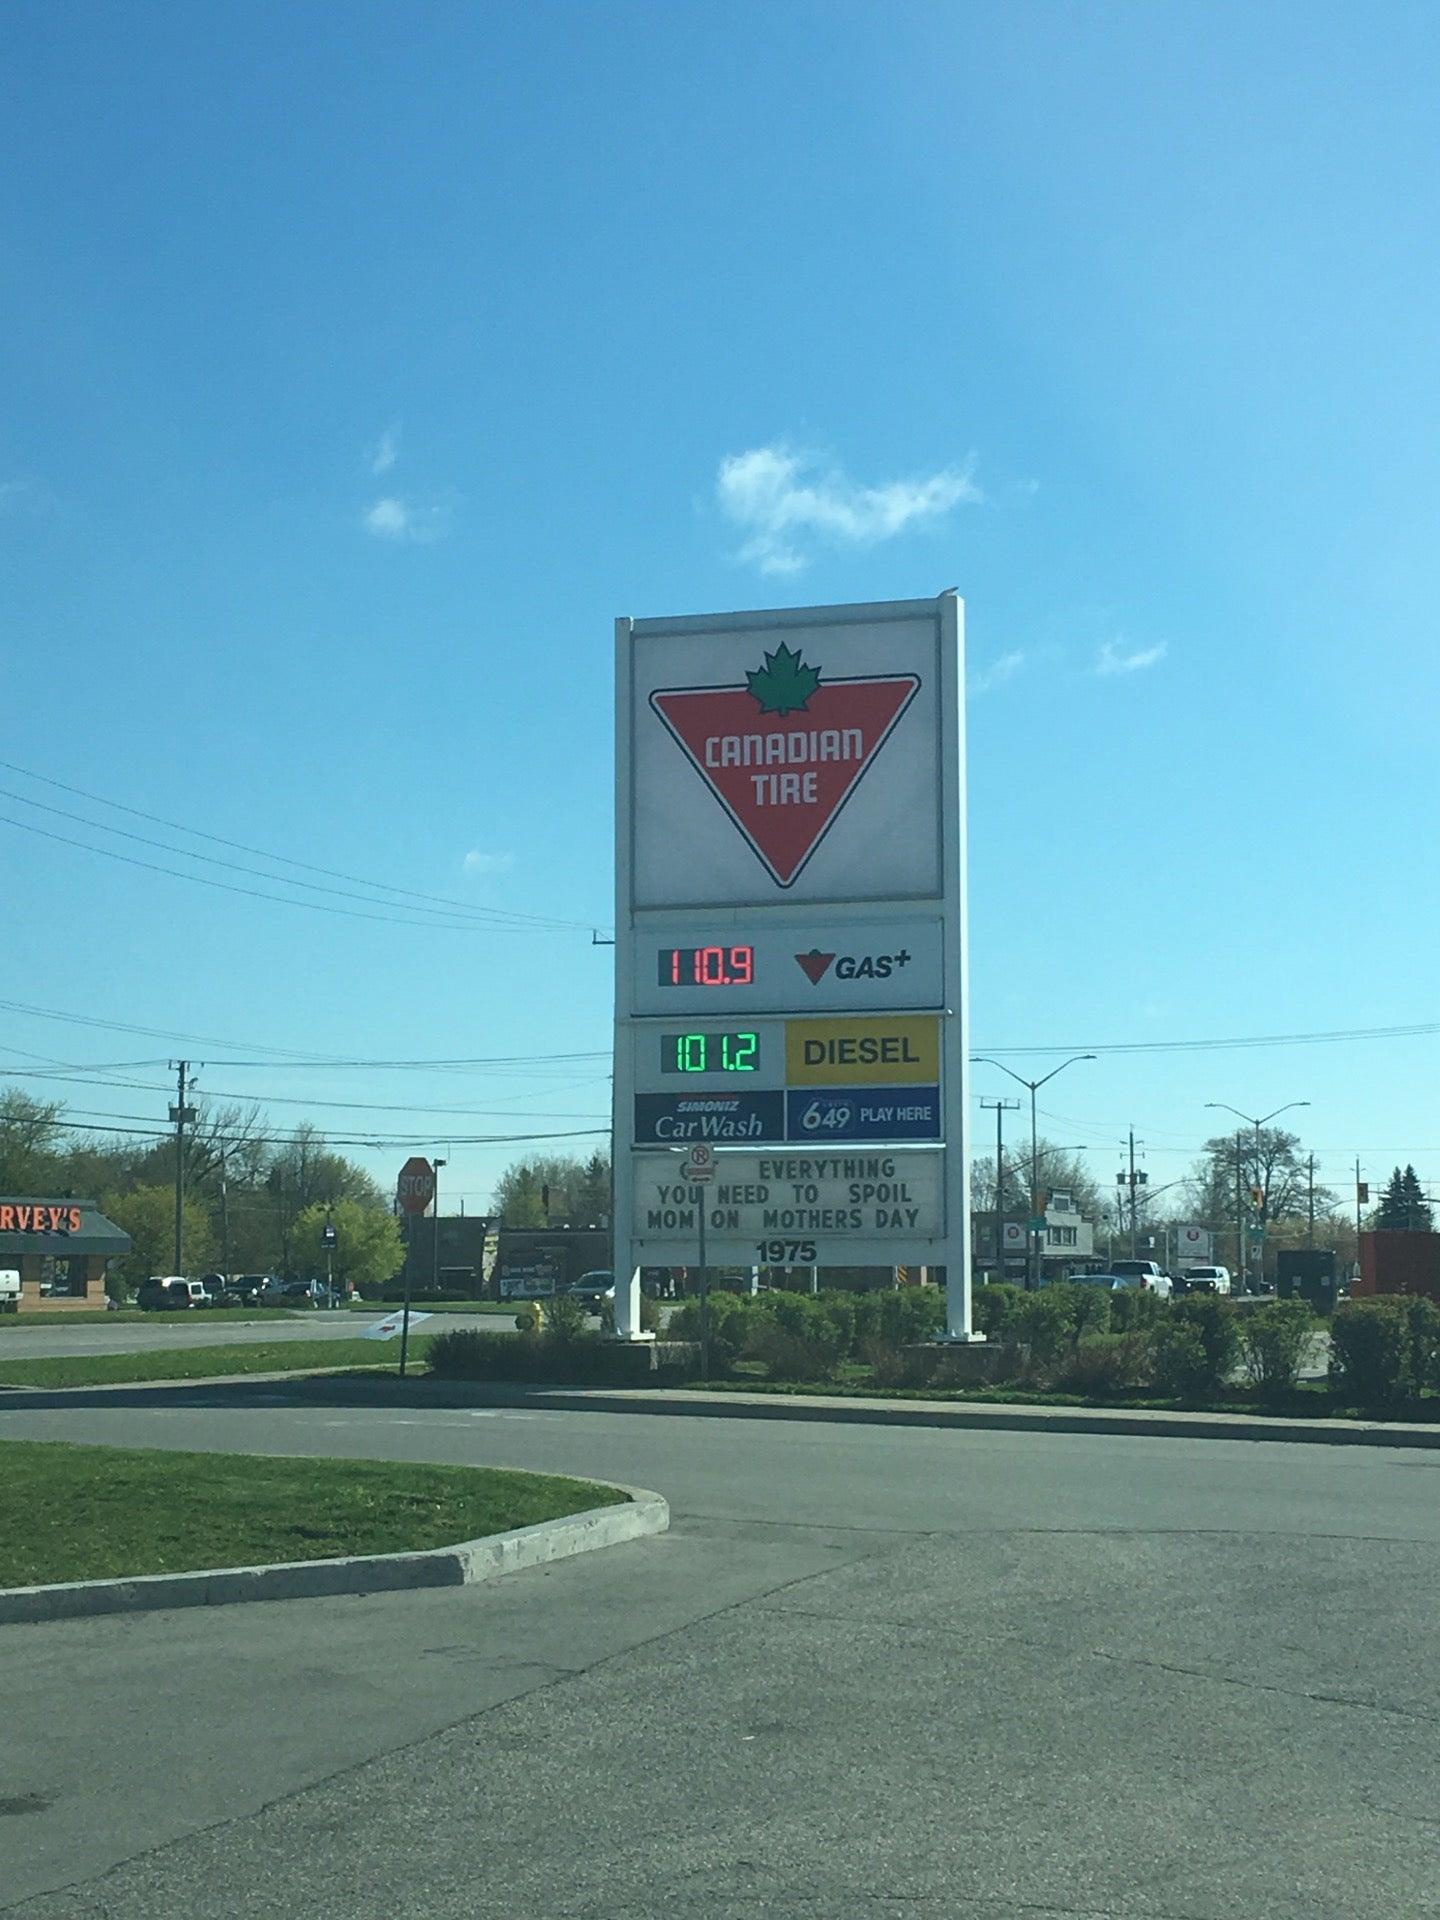 CANADIAN
TIRE
110.9 GAS+
101.2 DIESEL
SIMONIZ
CarWash
649 PLAY HERE
EVERYTHING
YOU NEED TO SPOIL
MOM ON MOTHERS DAY
1975
STOP
RVEY'S